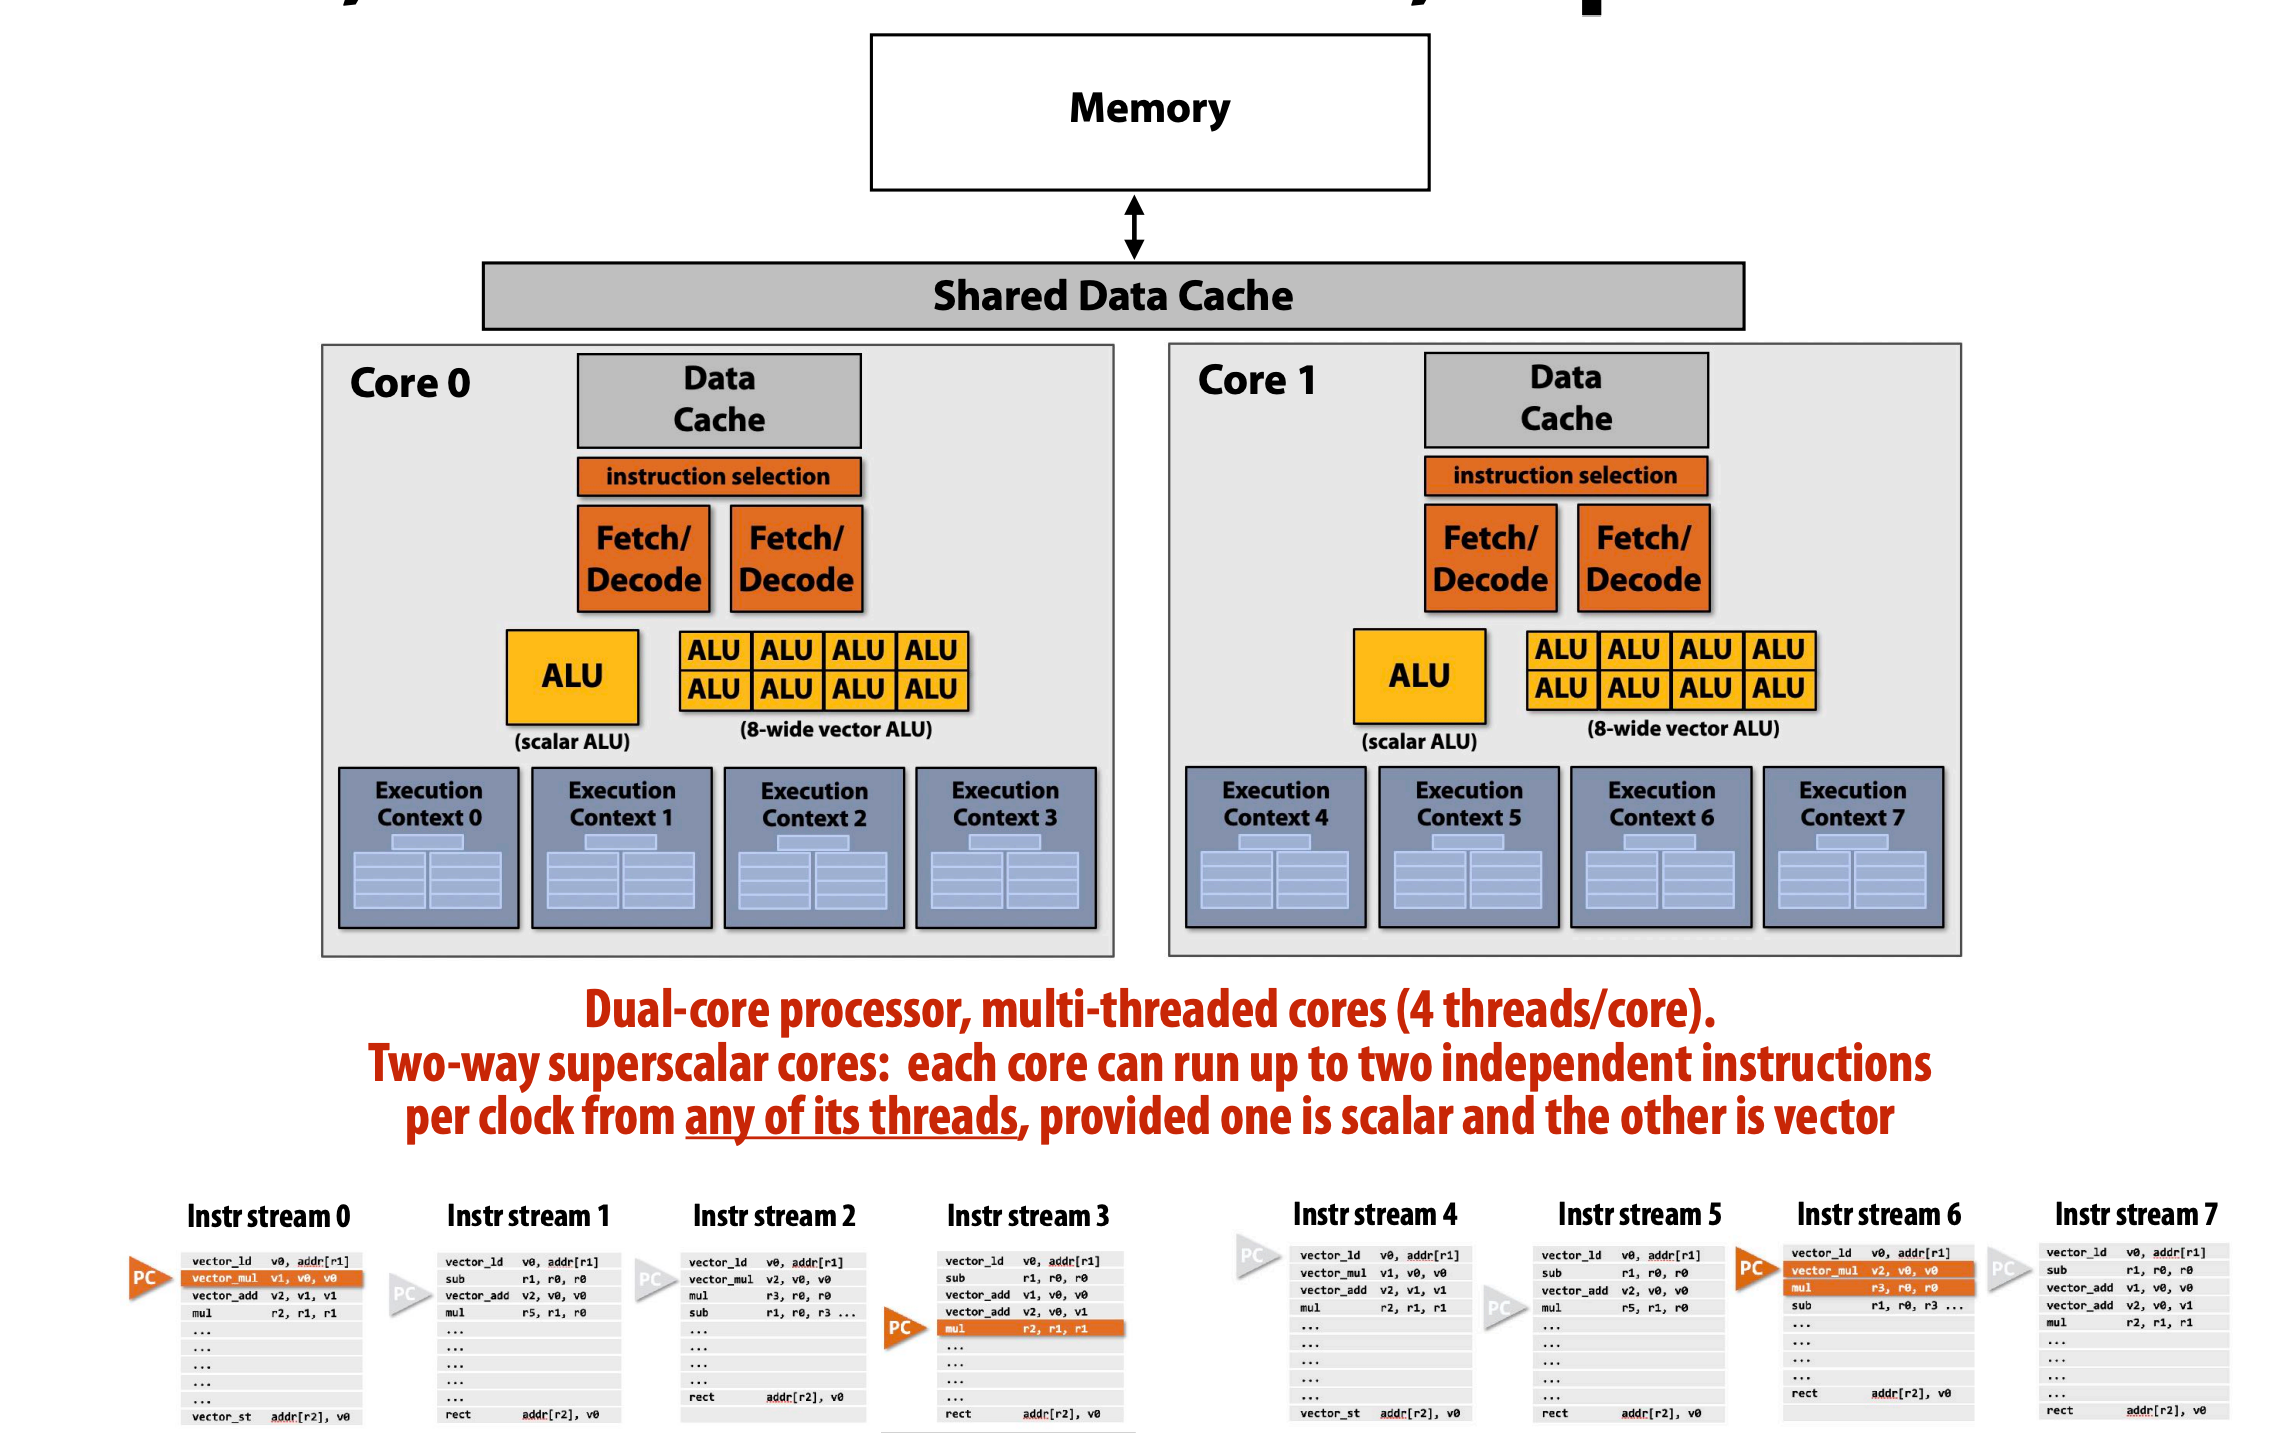 Memory
Shared Data Cache
Core 0
Data
Cache
instruction selection
Fetch/
Decode
Fetch/
Decode
ALU
(scalar ALU)
ALU ALU ALU ALU
ALU ALU ALU ALU
(8-wide vector ALU)
Execution
Context 0
Execution
Context 1
Execution
Context 2
Execution
Context 3
Core 1
Data
Cache
instruction selection
Fetch/
Decode
Fetch/
Decode
ALU
(scalar ALU)
ALU ALU ALU ALU
ALU ALU ALU ALU
(8-wide vector ALU)
Execution
Context 4
Execution
Context 5
Execution
Context 6
Execution
Context 7
Dual-core processor, multi-threaded cores (4 threads/core).
Two-way superscalar cores: each core can run up to two independent instructions
per clock from any of its threads, provided one is scalar and the other is vector
Instr stream 0
PC
vector_ld v0, addr[r1]
vector_mul v1, v0, v0
vector_add v2, v1, v1
mul r2, r1, r1
...
...
...
...
...
vector_st addr[r2], v0
Instr stream 1
PC
vector_ld v0, addr[r1]
sub r1, r0, r0
vector_add v2, v0, v0
mul r5, r1, r0
...
...
...
...
...
rect addr[r2], v0
Instr stream 2
PC
vector_ld v0, addr[r1]
vector_mul v2, v0, v0
mul r3, r0, r0
sub r1, r0, r3 ...
...
...
...
...
rect addr[r2], v0
Instr stream 3
PC
vector_ld v0, addr[r1]
sub r1, r0, r0
vector_add v1, v0, v0
vector_add v2, v0, v1
mul r2, r1, r1
...
...
...
...
rect addr[r2], v0
Instr stream 4
PC
vector_ld v0, addr[r1]
vector_mul v1, v0, v0
vector_add v2, v1, v1
mul r2, r1, r1
...
...
...
...
...
vector_st addr[r2], v0
Instr stream 5
PC
vector_ld v0, addr[r1]
sub r1, r0, r0
vector_add v2, v0, v0
mul r5, r1, r0
...
...
...
...
...
rect addr[r2], v0
Instr stream 6
PC
vector_ld v0, addr[r1]
vector_mul v2, v0, v0
mul r3, r0, r0
sub r1, r0, r3 ...
...
...
...
...
rect addr[r2], v0
Instr stream 7
PC
vector_ld v0, addr[r1]
sub r1, r0, r0
vector_add v1, v0, v0
vector_add v2, v0, v1
mul r2, r1, r1
...
...
...
...
rect addr[r2], v0